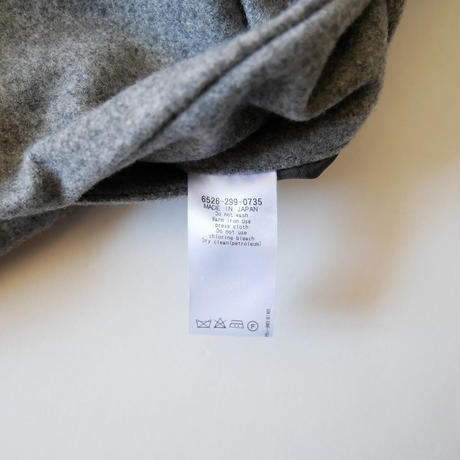 6526-299-0735
MADE IN JAPAN
Do not wash
Warm iron Use
press cloth
Do not use
chlorine bleach
Dry clean(petroleum)
F